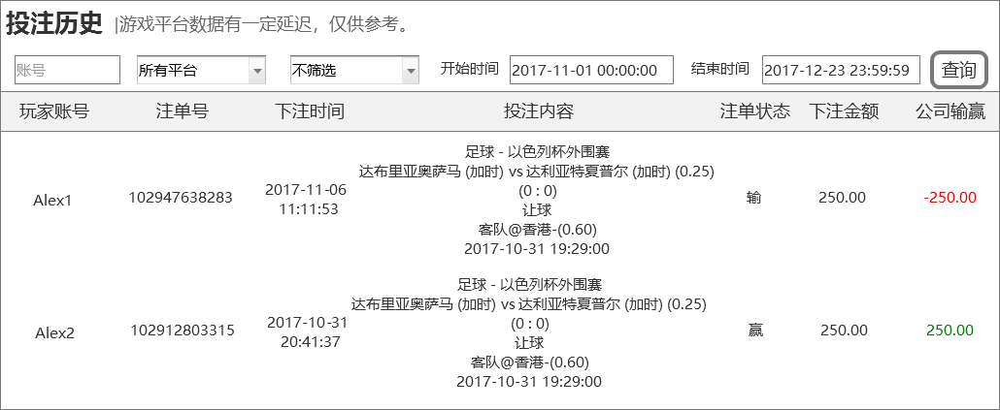 投注历史 |游戏平台数据有一定延迟，仅供参考。
账号 所有平台 不筛选 开始时间 2017-11-01 00:00:00 结束时间 2017-12-23 23:59:59 查询
玩家账号 注单号 下注时间 投注内容 注单状态 下注金额 公司输赢
足球 - 以色列杯外围赛
达布里亚奥萨马 (加时) vs 达利亚特夏普尔 (加时) (0.25)
(0 : 0)
让球
客队@香港-(0.60)
2017-10-31 19:29:00
Alex1 102947638283 2017-11-06
11:11:53
输 250.00 -250.00
足球 - 以色列杯外围赛
达布里亚奥萨马 (加时) vs 达利亚特夏普尔 (加时) (0.25)
(0 : 0)
让球
客队@香港-(0.60)
2017-10-31 19:29:00
Alex2 102912803315 2017-10-31
20:41:37
赢 250.00 250.00